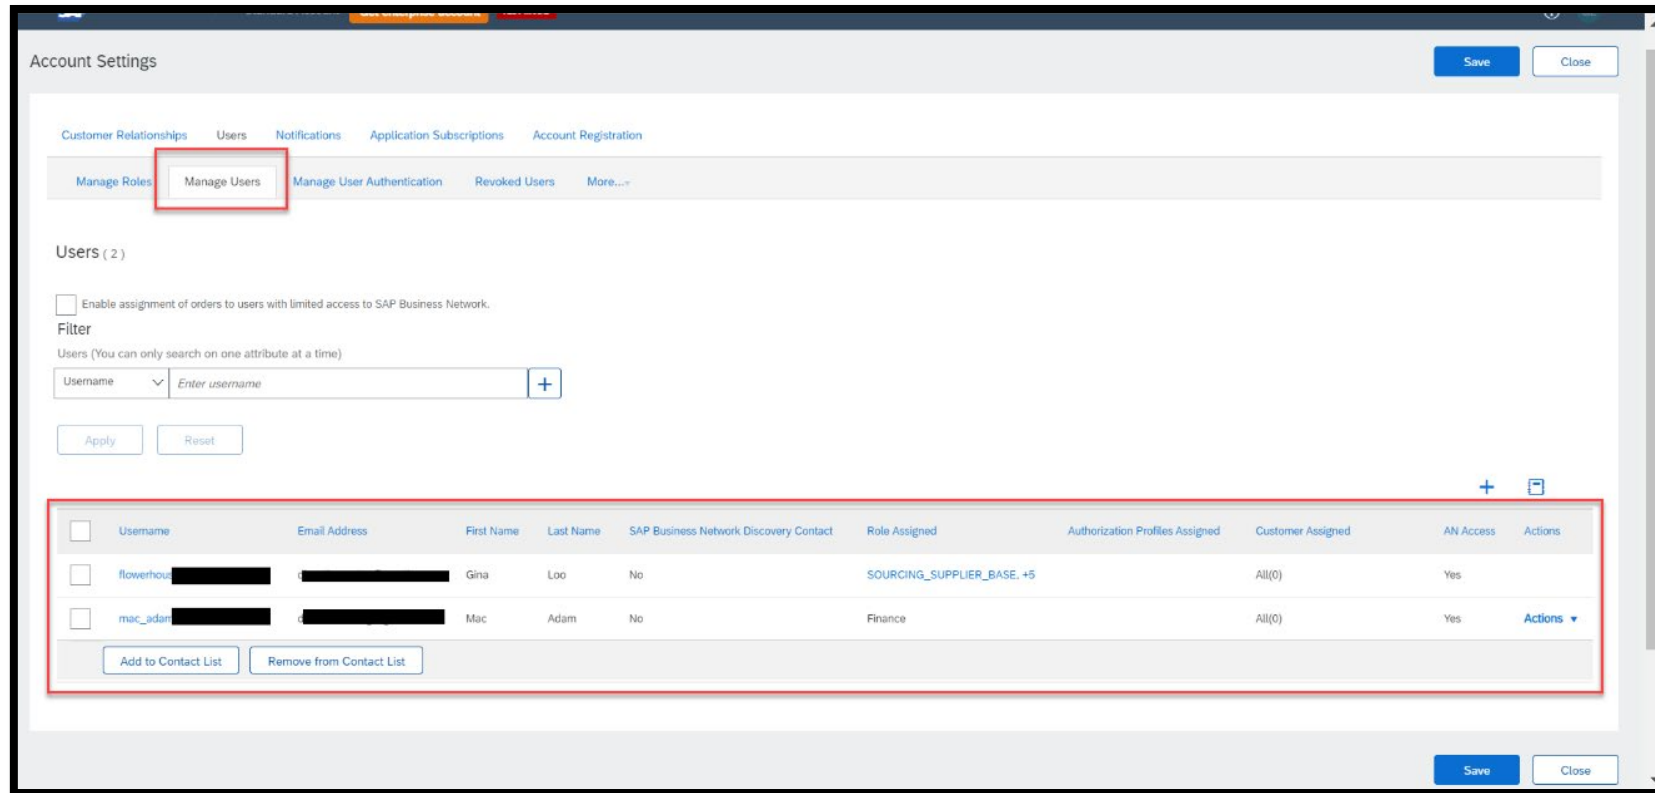 Get enterprise account
Account Settings
Save
Close
Customer Relationships Users Notifications Application Subscriptions Account Registration
Manage Roles Manage Users Manage User Authentication Revoked Users More...
Users ( 2 )
Enable assignment of orders to users with limited access to SAP Business Network.
Filter
Users (You can only search on one attribute at a time)
Username Enter username +
Apply Reset
+
Username Email Address First Name Last Name SAP Business Network Discovery Contact Role Assigned Authorization Profiles Assigned Customer Assigned AN Access Actions
flowerhous Gina Loo No SOURCING_SUPPLIER_BASE, +5 All(0) Yes
mac_adam Mac Adam No Finance All(0) Yes Actions
Add to Contact List Remove from Contact List
Save
Close